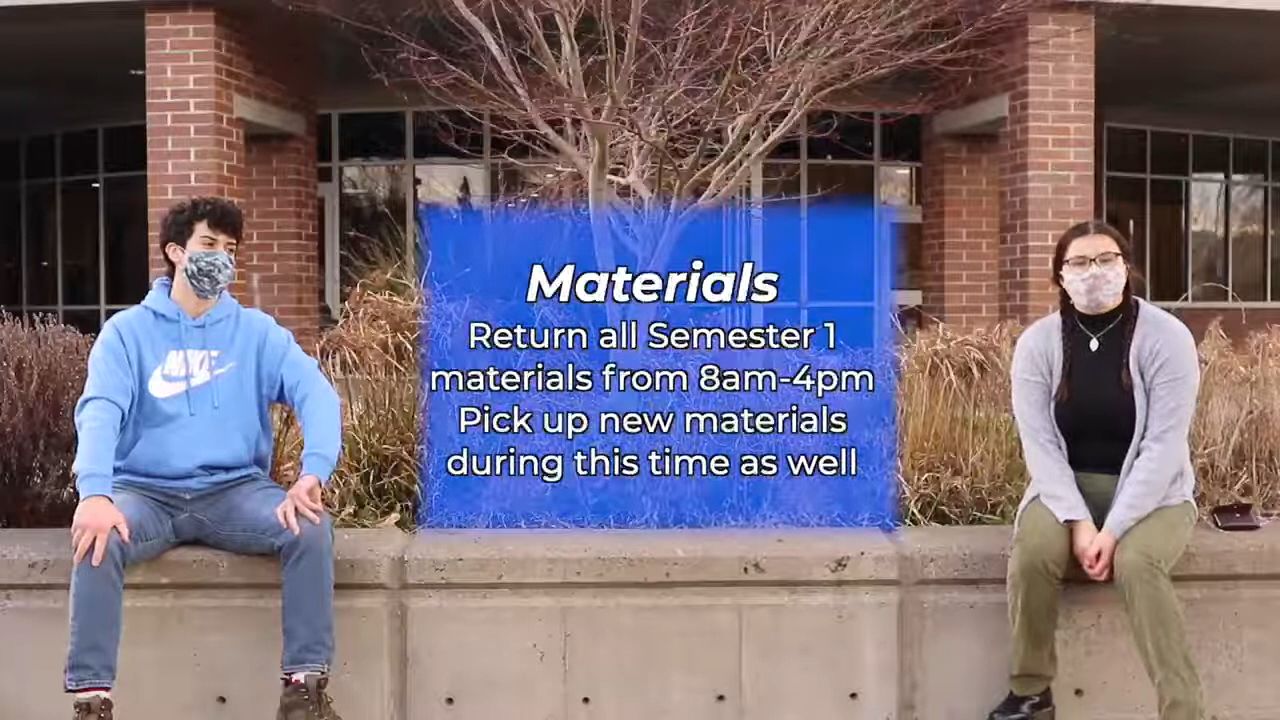 NIKE
Materials
Return all Semester 1
materials from 8am-4pm
Pick up new materials
during this time as well